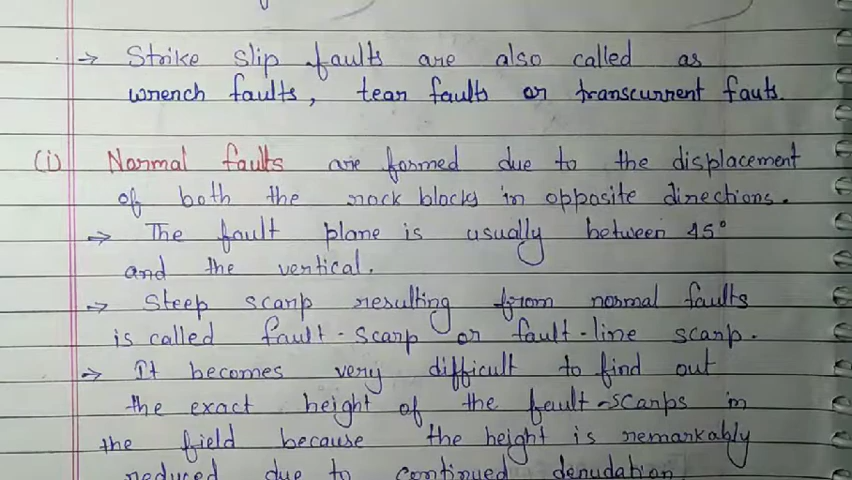 → Strike slip faults are also called as
wrench faults, tear faults or transcurrent fauts.
(i) Normal faults are formed due to the displacement
of both the rock blocks in opposite directions.
→ The fault plane is usually between 45°
and the vertical.
→ Steep scarp resulting from normal faults
is called fault-scarp or fault-line scarp.
→ It becomes very difficult to find out
the exact height of the fault-scarps in
the field because the height is remarkably
reduced due to continued denudation